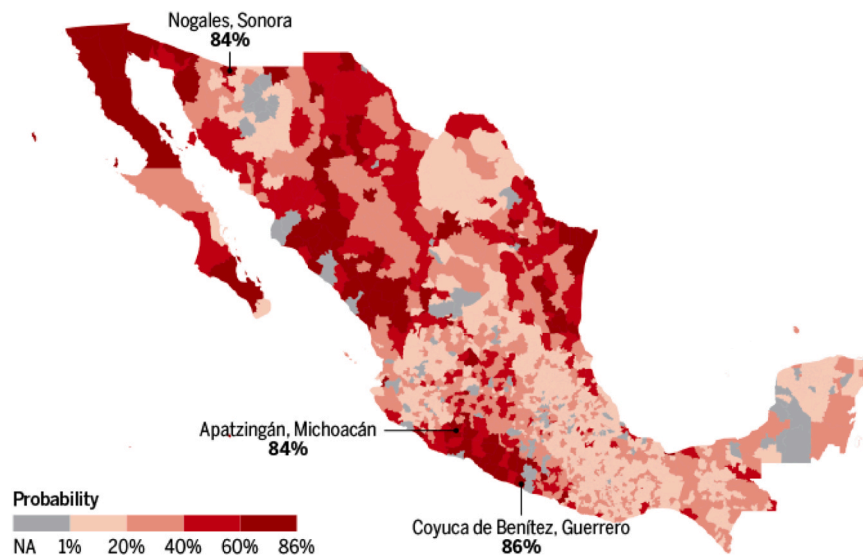 Nogales, Sonora
84%
Apatzingán, Michoacán
84%
Coyuca de Benítez, Guerrero
86%
Probability
NA 1% 20% 40% 60% 86%